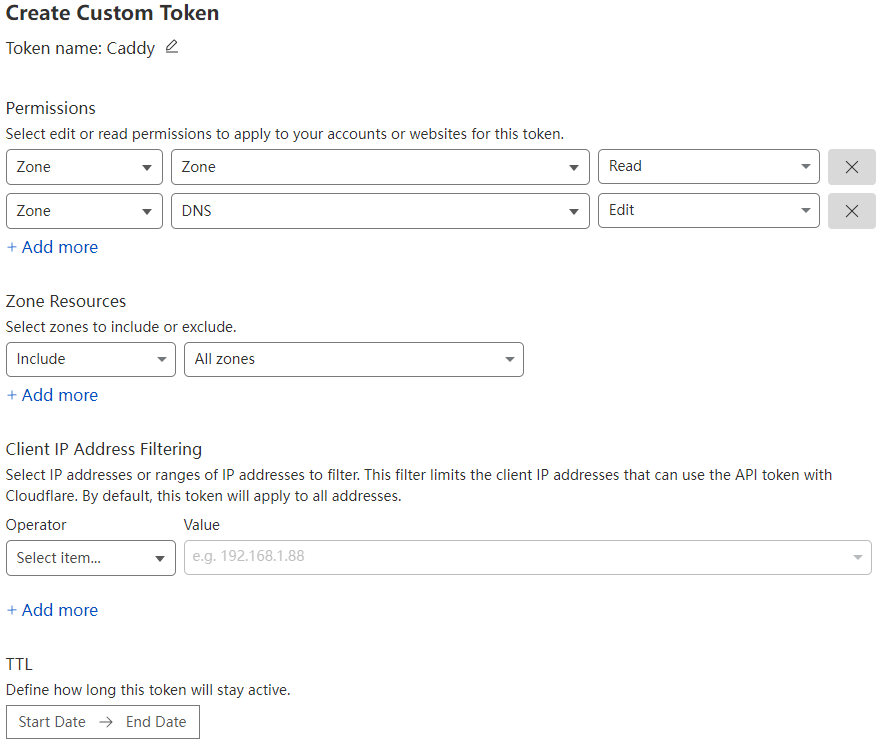 Create Custom Token
Token name: Caddy
Permissions
Select edit or read permissions to apply to your accounts or websites for this token.
Zone Zone Read
Zone DNS Edit
+ Add more
Zone Resources
Select zones to include or exclude.
Include All zones
+ Add more
Client IP Address Filtering
Select IP addresses or ranges of IP addresses to filter. This filter limits the client IP addresses that can use the API token with
Cloudflare. By default, this token will apply to all addresses.
Operator Value
Select item... e.g. 192.168.1.88
+ Add more
TTL
Define how long this token will stay active.
Start Date → End Date